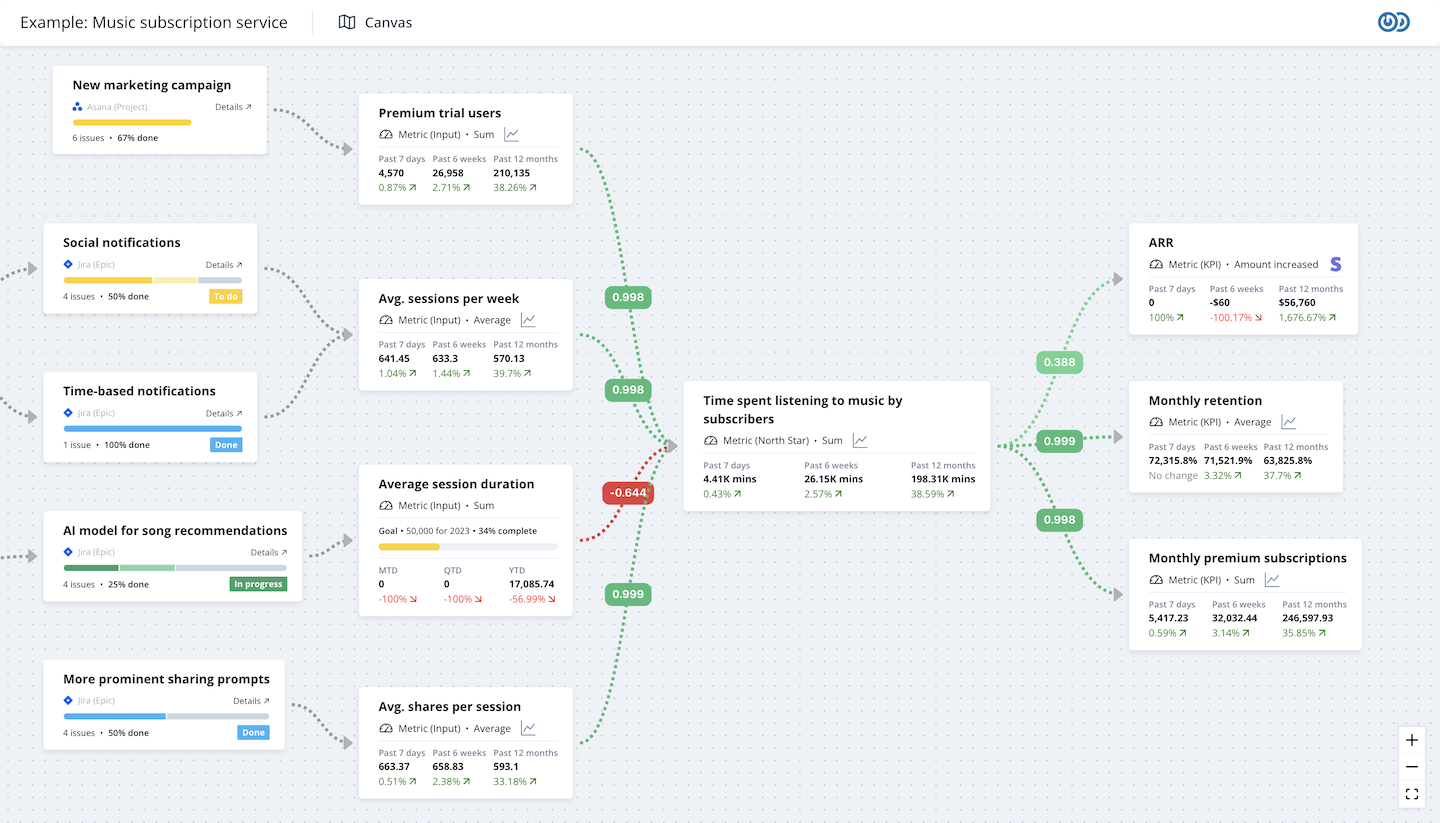 Example: Music subscription service
Canvas
New marketing campaign
Asana (Project) Details ↗
6 issues • 67% done
Social notifications
Jira (Epic) Details ↗
4 issues • 50% done To do
Time-based notifications
Jira (Epic) Details ↗
1 issue • 100% done Done
AI model for song recommendations
Jira (Epic) Details ↗
4 issues • 25% done In progress
More prominent sharing prompts
Jira (Epic) Details ↗
4 issues • 50% done Done
Premium trial users
Metric (Input) • Sum
Past 7 days Past 6 weeks Past 12 months
4,570 26,958 210,135
0.87% ↗ 2.71% ↗ 38.26% ↗
Avg. sessions per week
Metric (Input) • Average
Past 7 days Past 6 weeks Past 12 months
641.45 633.3 570.13
1.04% ↗ 1.44% ↗ 39.7% ↗
Average session duration
Metric (Input) • Sum
Goal • 50,000 for 2023 • 34% complete
MTD QTD YTD
0 0 17,085.74
-100% ↘ -100% ↘ -56.99% ↘
Avg. shares per session
Metric (Input) • Average
Past 7 days Past 6 weeks Past 12 months
663.37 658.83 593.1
0.51% ↗ 2.38% ↗ 33.18% ↗
0.998
0.998
-0.644
0.999
Time spent listening to music by
subscribers
Metric (North Star) • Sum
Past 7 days Past 6 weeks Past 12 months
4.41K mins 26.15K mins 198.31K mins
0.43% ↗ 2.57% ↗ 38.59% ↗
0.388
0.999
0.998
ARR
Metric (KPI) • Amount increased S
Past 7 days Past 6 weeks Past 12 months
0 -$60 $56,760
100% ↗ -100.17% ↘ 1,676.67% ↗
Monthly retention
Metric (KPI) • Average
Past 7 days Past 6 weeks Past 12 months
72,315.8% 71,521.9% 63,825.8%
No change 3.32% ↗ 37.7% ↗
Monthly premium subscriptions
Metric (KPI) • Sum
Past 7 days Past 6 weeks Past 12 months
5,417.23 32,032.44 246,597.93
0.59% ↗ 3.14% ↗ 35.85% ↗